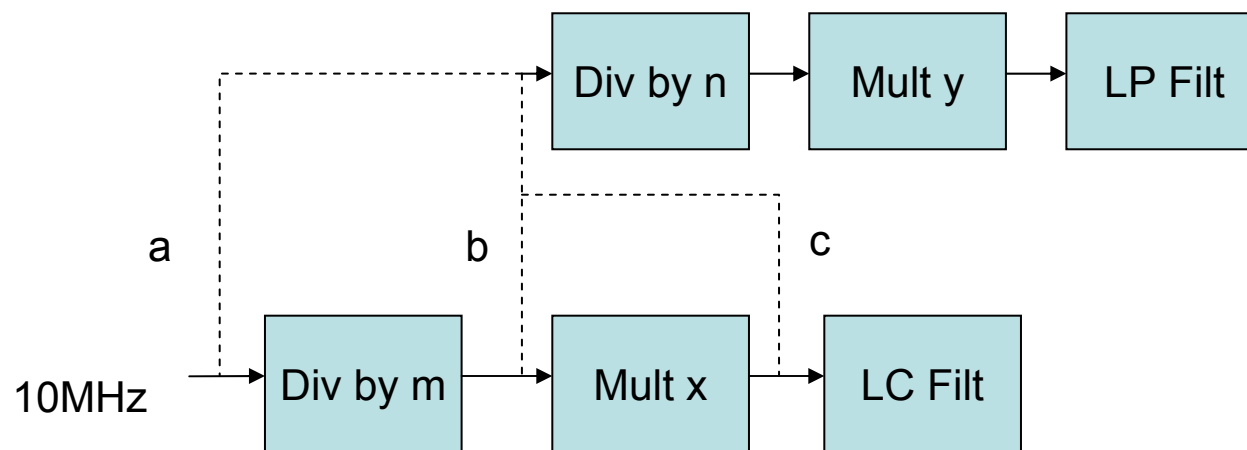 Div by n
Mult y
LP Filt
a
b
c
10MHz
Div by m
Mult x
LC Filt